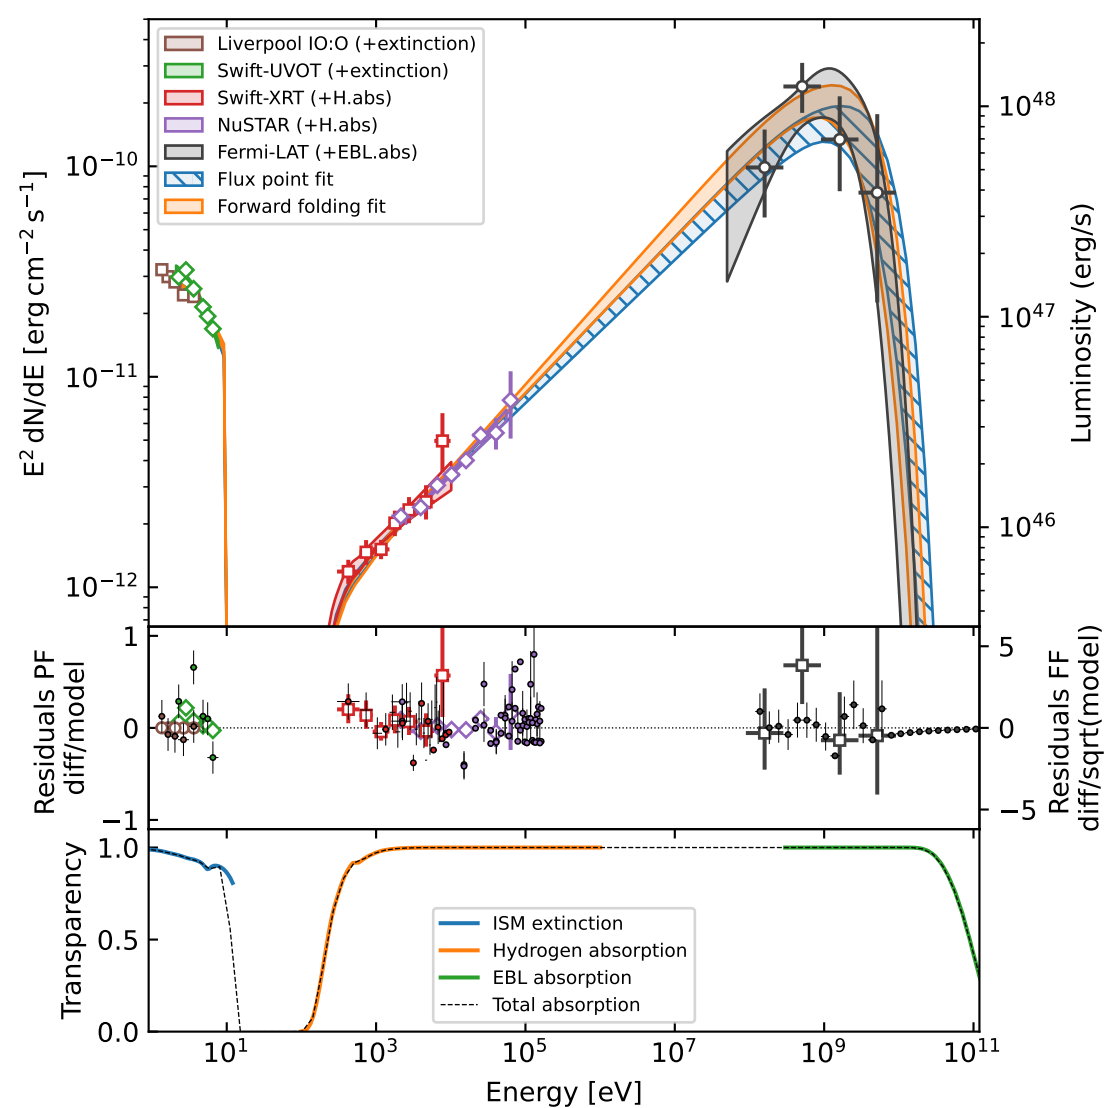 Liverpool IO:O (+extinction)
Swift-UVOT (+extinction)
Swift-XRT (+H.abs)
NuSTAR (+H.abs)
Fermi-LAT (+EBL.abs)
Flux point fit
Forward folding fit
E² dN/dE [erg cm⁻² s⁻¹]
10⁻¹⁰
10⁻¹¹
10⁻¹²
Luminosity (erg/s)
10⁴⁸
10⁴⁷
10⁴⁶
Residuals PF
diff/model
1
0
−1
Residuals FF
diff/sqrt(model)
5
0
−5
Transparency
1.0
0.5
0.0
ISM extinction
Hydrogen absorption
EBL absorption
Total absorption
10¹ 10³ 10⁵ 10⁷ 10⁹ 10¹¹
Energy [eV]